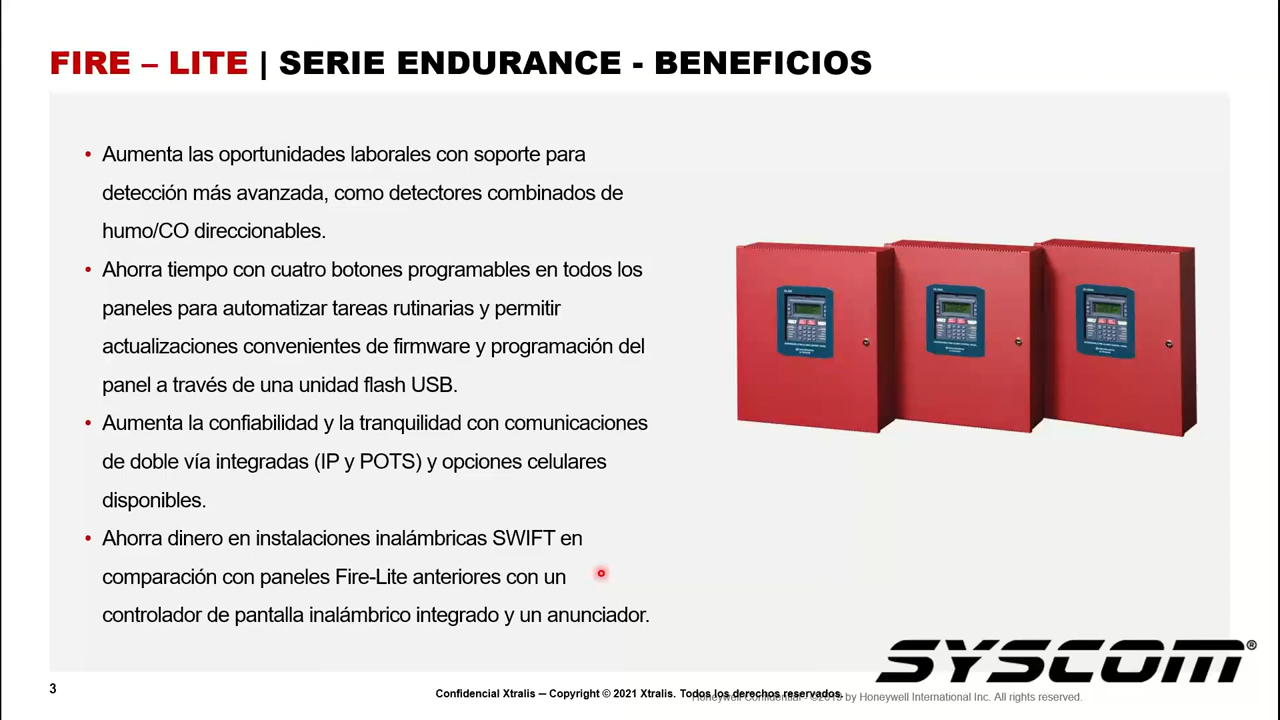 FIRE – LITE | SERIE ENDURANCE - BENEFICIOS
• Aumenta las oportunidades laborales con soporte para
detección más avanzada, como detectores combinados de
humo/CO direccionables.
• Ahorra tiempo con cuatro botones programables en todos los
paneles para automatizar tareas rutinarias y permitir
actualizaciones convenientes de firmware y programación del
panel a través de una unidad flash USB.
• Aumenta la confiabilidad y la tranquilidad con comunicaciones
de doble vía integradas (IP y POTS) y opciones celulares
disponibles.
• Ahorra dinero en instalaciones inalámbricas SWIFT en
comparación con paneles Fire-Lite anteriores con un
controlador de pantalla inalámbrico integrado y un anunciador.
SYSCOM®
3
Confidencial Xtralis — Copyright © 2021 Xtralis. Todos los derechos reservados.
Honeywell Confidential - ©2019 by Honeywell International Inc. All rights reserved.